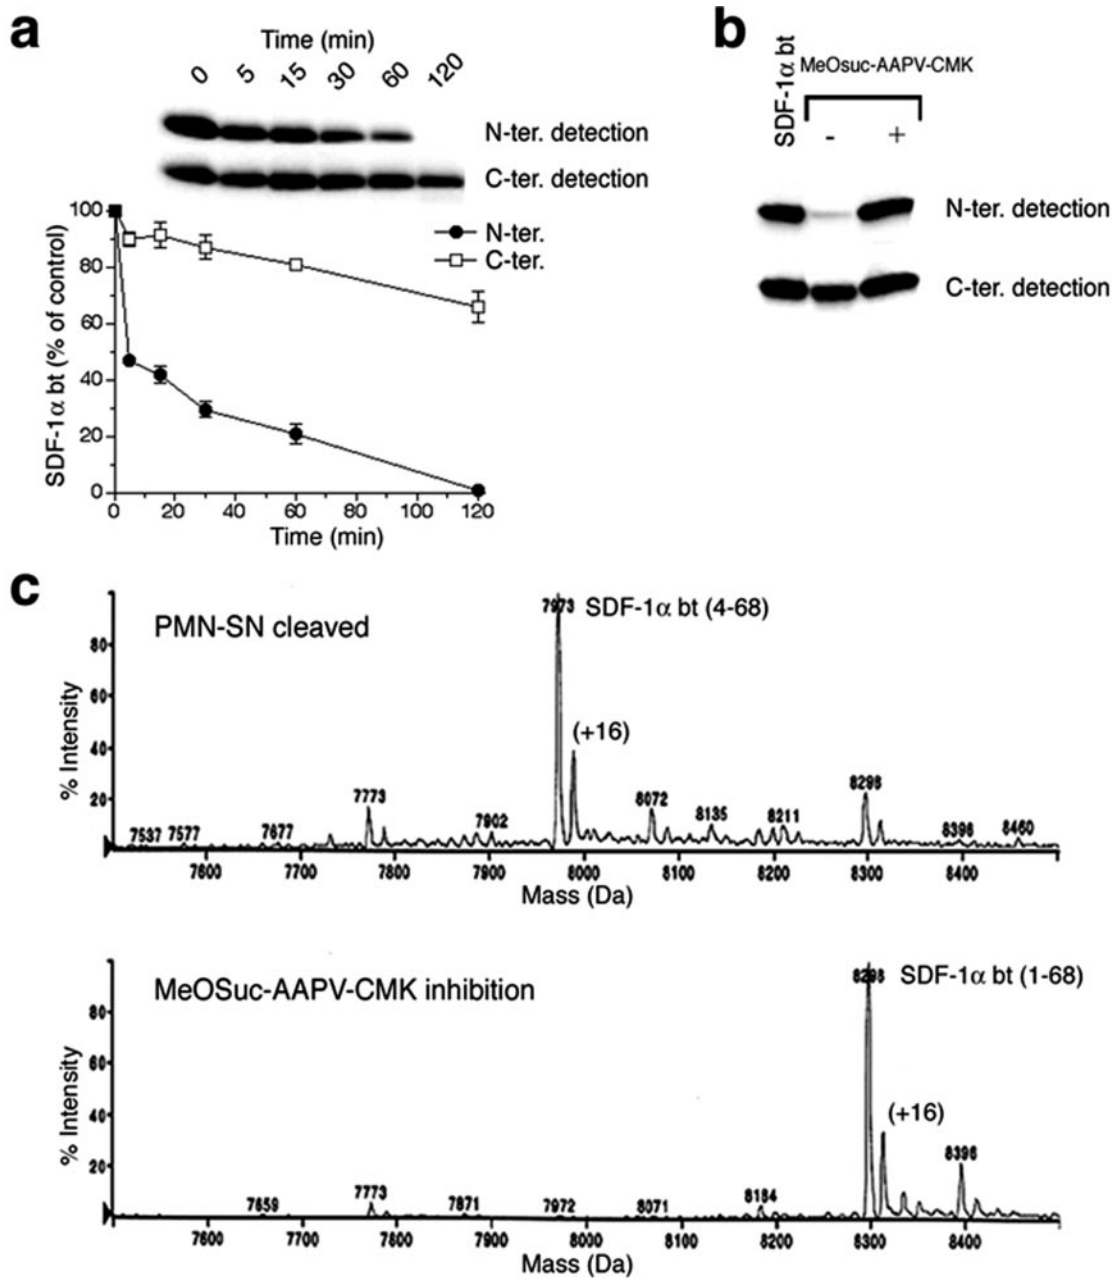 a
Time (min)
0 5 15 30 60 120
N-ter. detection
C-ter. detection
SDF-1α bt (% of control)
100
80
60
40
20
0
N-ter.
C-ter.
0 20 40 60 80 100 120
Time (min)
b
SDF-1α bt
MeOsuc-AAPV-CMK
- +
N-ter. detection
C-ter. detection
c
PMN-SN cleaved
% Intensity
80
60
40
20
7973 SDF-1α bt (4-68)
(+16)
7537 7577 7677 7773 7902 8072 8135 8211 8298 8398 8460
7600 7700 7800 7900 8000 8100 8200 8300 8400
Mass (Da)
MeOSuc-AAPV-CMK inhibition
% Intensity
80
60
40
20
8298 SDF-1α bt (1-68)
(+16)
7659 7773 7871 7972 8071 8184 8398
7600 7700 7800 7900 8000 8100 8200 8300 8400
Mass (Da)